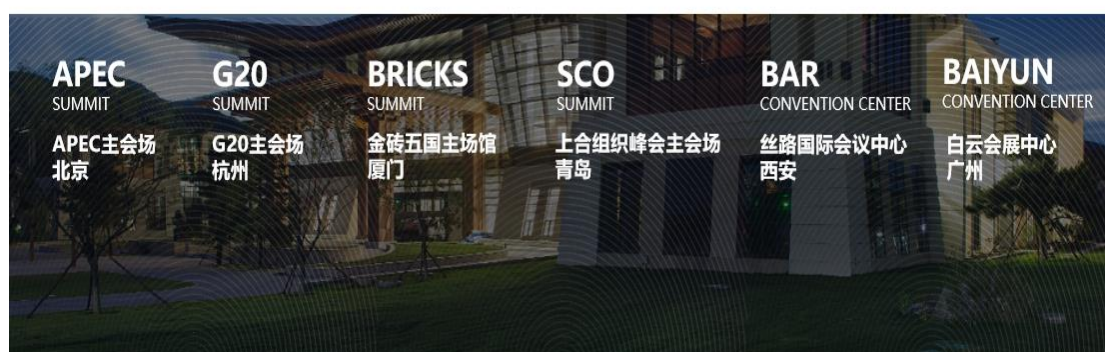 APEC
SUMMIT
APEC主会场
北京
G20
SUMMIT
G20主会场
杭州
BRICKS
SUMMIT
金砖五国主场馆
厦门
SCO
SUMMIT
上合组织峰会主会场
青岛
BAR
CONVENTION CENTER
丝路国际会议中心
西安
BAIYUN
CONVENTION CENTER
白云会展中心
广州